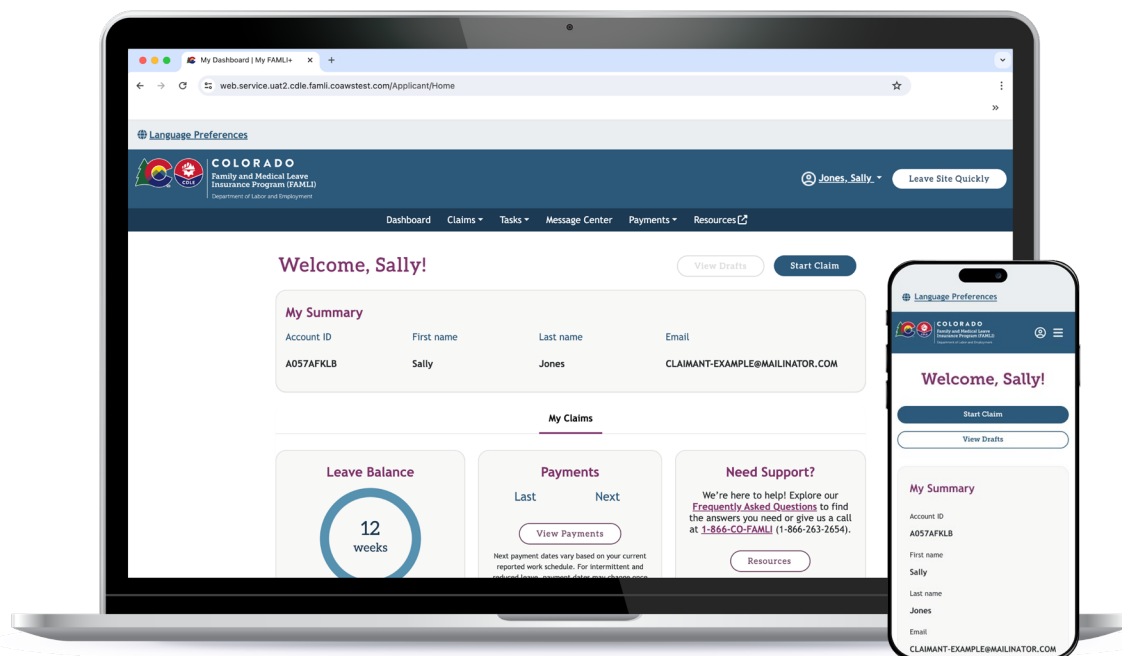 My Dashboard | My FAMLI+
web.service.uat2.cdle.famli.coawstest.com/Applicant/Home
Language Preferences
CDLE
COLORADO
Family and Medical Leave
Insurance Program (FAMLI)
Department of Labor and Employment
Jones, Sally
Leave Site Quickly
Dashboard Claims Tasks Message Center Payments Resources
Welcome, Sally!
View Drafts
Start Claim
My Summary
Account ID First name Last name Email
A057AFKLB Sally Jones CLAIMANT-EXAMPLE@MAILINATOR.COM
My Claims
Leave Balance
12
weeks
Payments
Last Next
View Payments
Next payment dates vary based on your current
reported work schedule. For intermittent and
reduced leave, payment dates may change once
Need Support?
We're here to help! Explore our
Frequently Asked Questions to find
the answers you need or give us a call
at 1-866-CO-FAMLI (1-866-263-2654).
Resources
Language Preferences
COLORADO
Family and Medical Leave
Insurance Program (FAMLI)
Department of Labor and Employment
Welcome, Sally!
Start Claim
View Drafts
My Summary
Account ID
A057AFKLB
First name
Sally
Last name
Jones
Email
CLAIMANT-EXAMPLE@MAILINATOR.COM